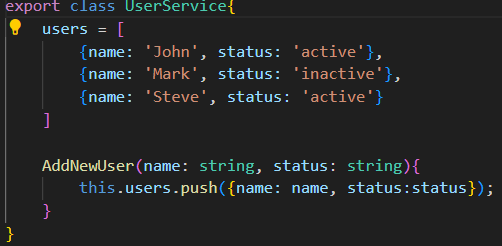 export class UserService{
users = [
{name: 'John', status: 'active'},
{name: 'Mark', status: 'inactive'},
{name: 'Steve', status: 'active'}
]
AddNewUser(name: string, status: string){
this.users.push({name: name, status:status});
}
}